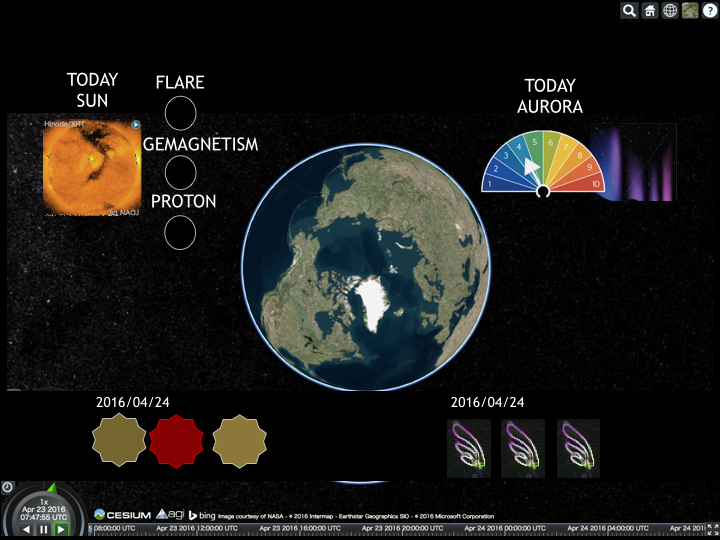 TODAY
SUN
FLARE
TODAY
AURORA
Hinode/XRT
GEMAGNETISM
NAOJ
PROTON
1
2
3
4
5
6
7
8
9
10
2016/04/24
2016/04/24
1x
Apr 23 2016
07:47:55 UTC
CESIUM agi bing Image courtesy of NASA - © 2016 Intermap - Earthstar Geographics SIO - © 2016 Microsoft Corporation
08:00:00 UTC Apr 23 2016 12:00:00 UTC Apr 23 2016 16:00:00 UTC Apr 23 2016 20:00:00 UTC Apr 24 2016 00:00:00 UTC Apr 24 2016 04:00:00 UTC Apr 24 201